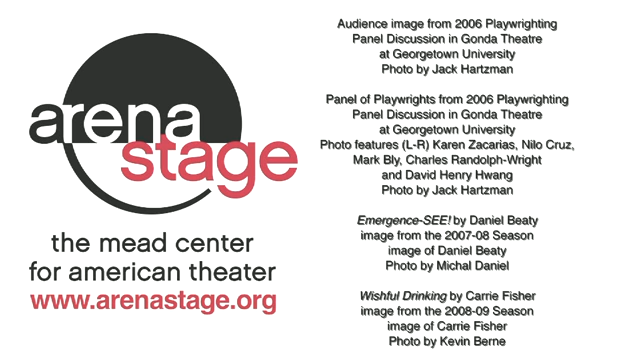 arena
stage
the mead center
for american theater
www.arenastage.org
Audience image from 2006 Playwrighting
Panel Discussion in Gonda Theatre
at Georgetown University
Photo by Jack Hartzman
Panel of Playwrights from 2006 Playwrighting
Panel Discussion in Gonda Theatre
at Georgetown University
Photo features (L-R) Karen Zacarias, Nilo Cruz,
Mark Bly, Charles Randolph-Wright
and David Henry Hwang
Photo by Jack Hartzman
Emergence-SEE! by Daniel Beaty
image from the 2007-08 Season
image of Daniel Beaty
Photo by Michal Daniel
Wishful Drinking by Carrie Fisher
image from the 2008-09 Season
image of Carrie Fisher
Photo by Kevin Berne